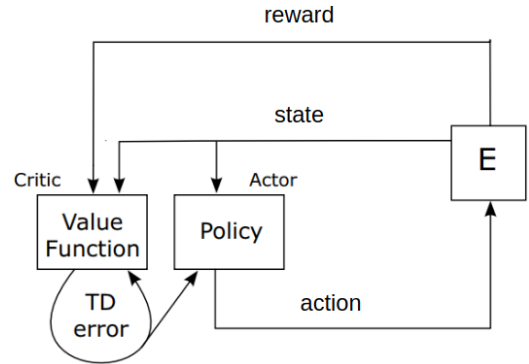 reward
state
E
Critic
Actor
Value
Function
Policy
TD
error
action